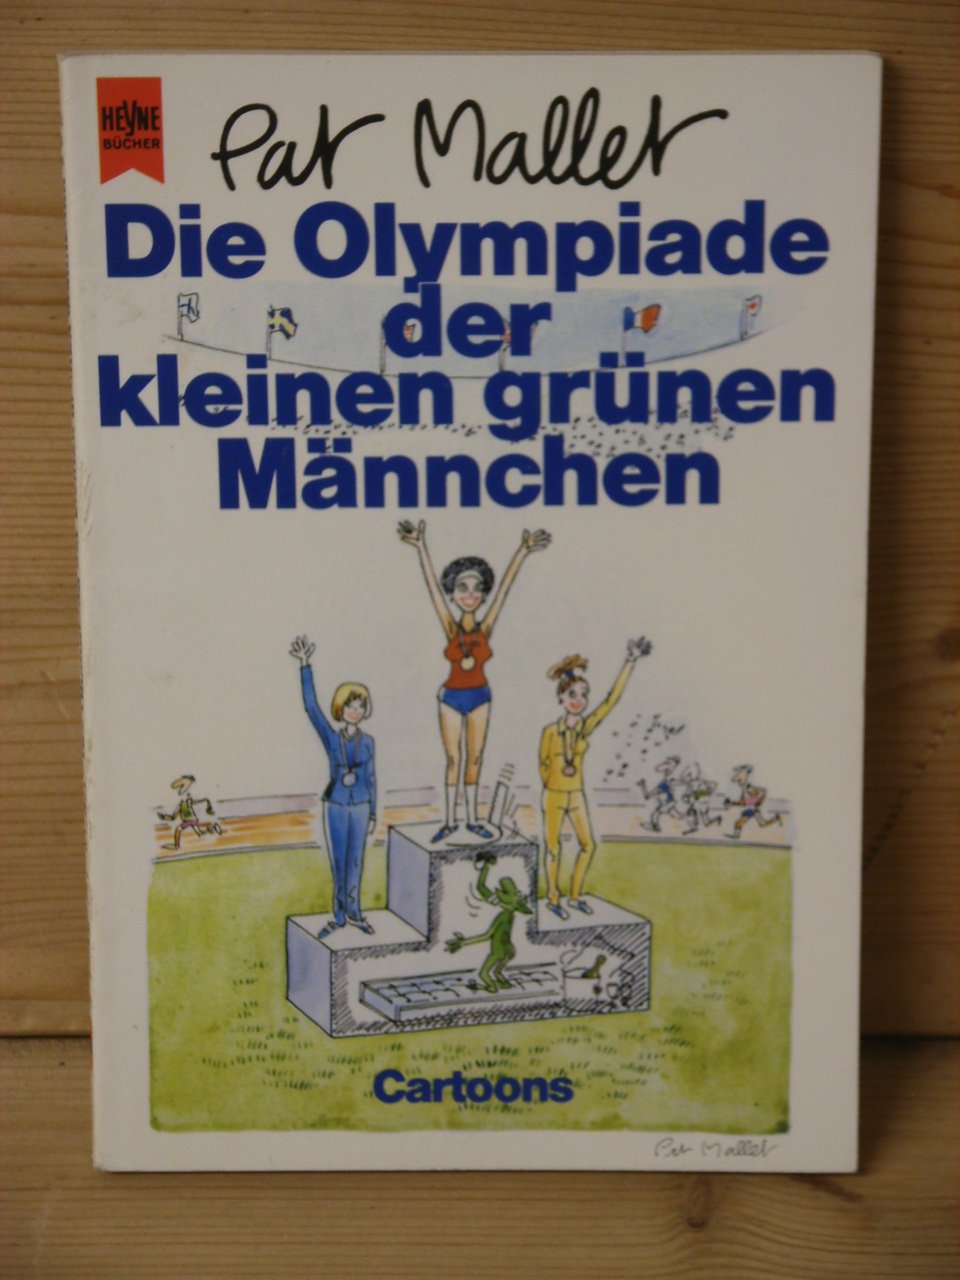 HEYNE
BÜCHER
Pat Mallet
Die Olympiade
der
kleinen grünen
Männchen
Cartoons
Pat Mallet